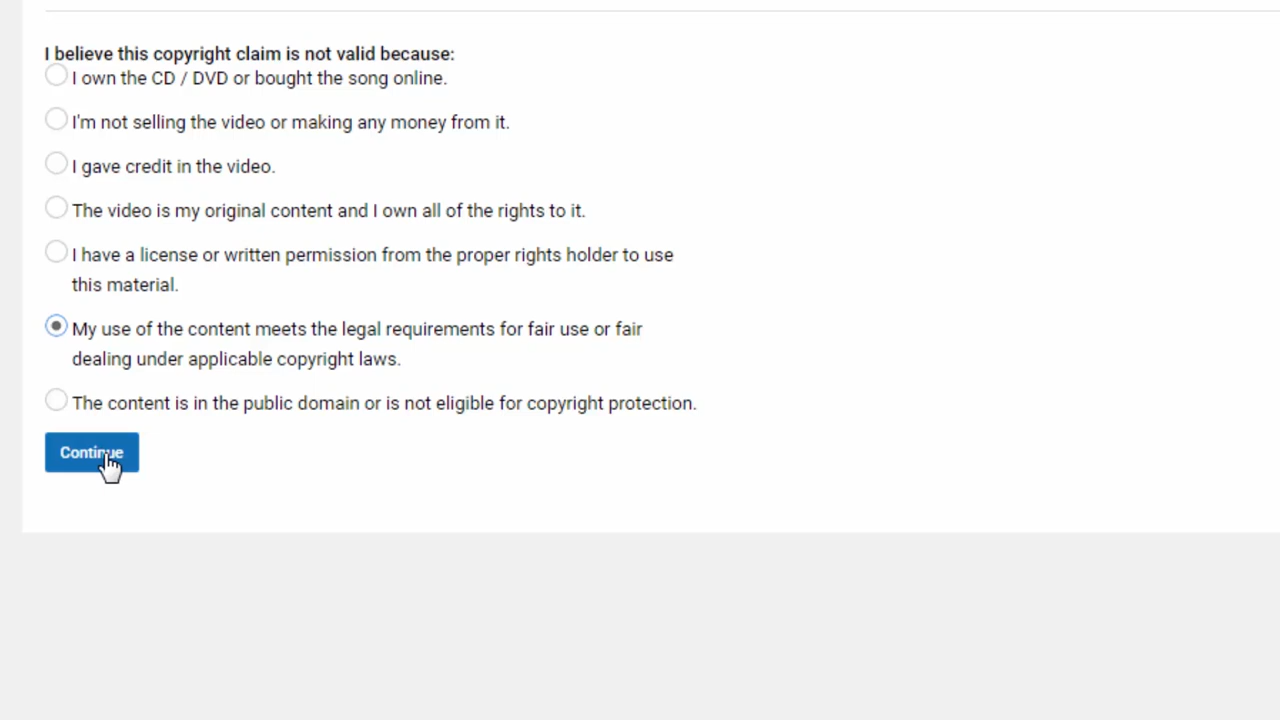 I believe this copyright claim is not valid because:
I own the CD / DVD or bought the song online.
I'm not selling the video or making any money from it.
I gave credit in the video.
The video is my original content and I own all of the rights to it.
I have a license or written permission from the proper rights holder to use
this material.
My use of the content meets the legal requirements for fair use or fair
dealing under applicable copyright laws.
The content is in the public domain or is not eligible for copyright protection.
Continue